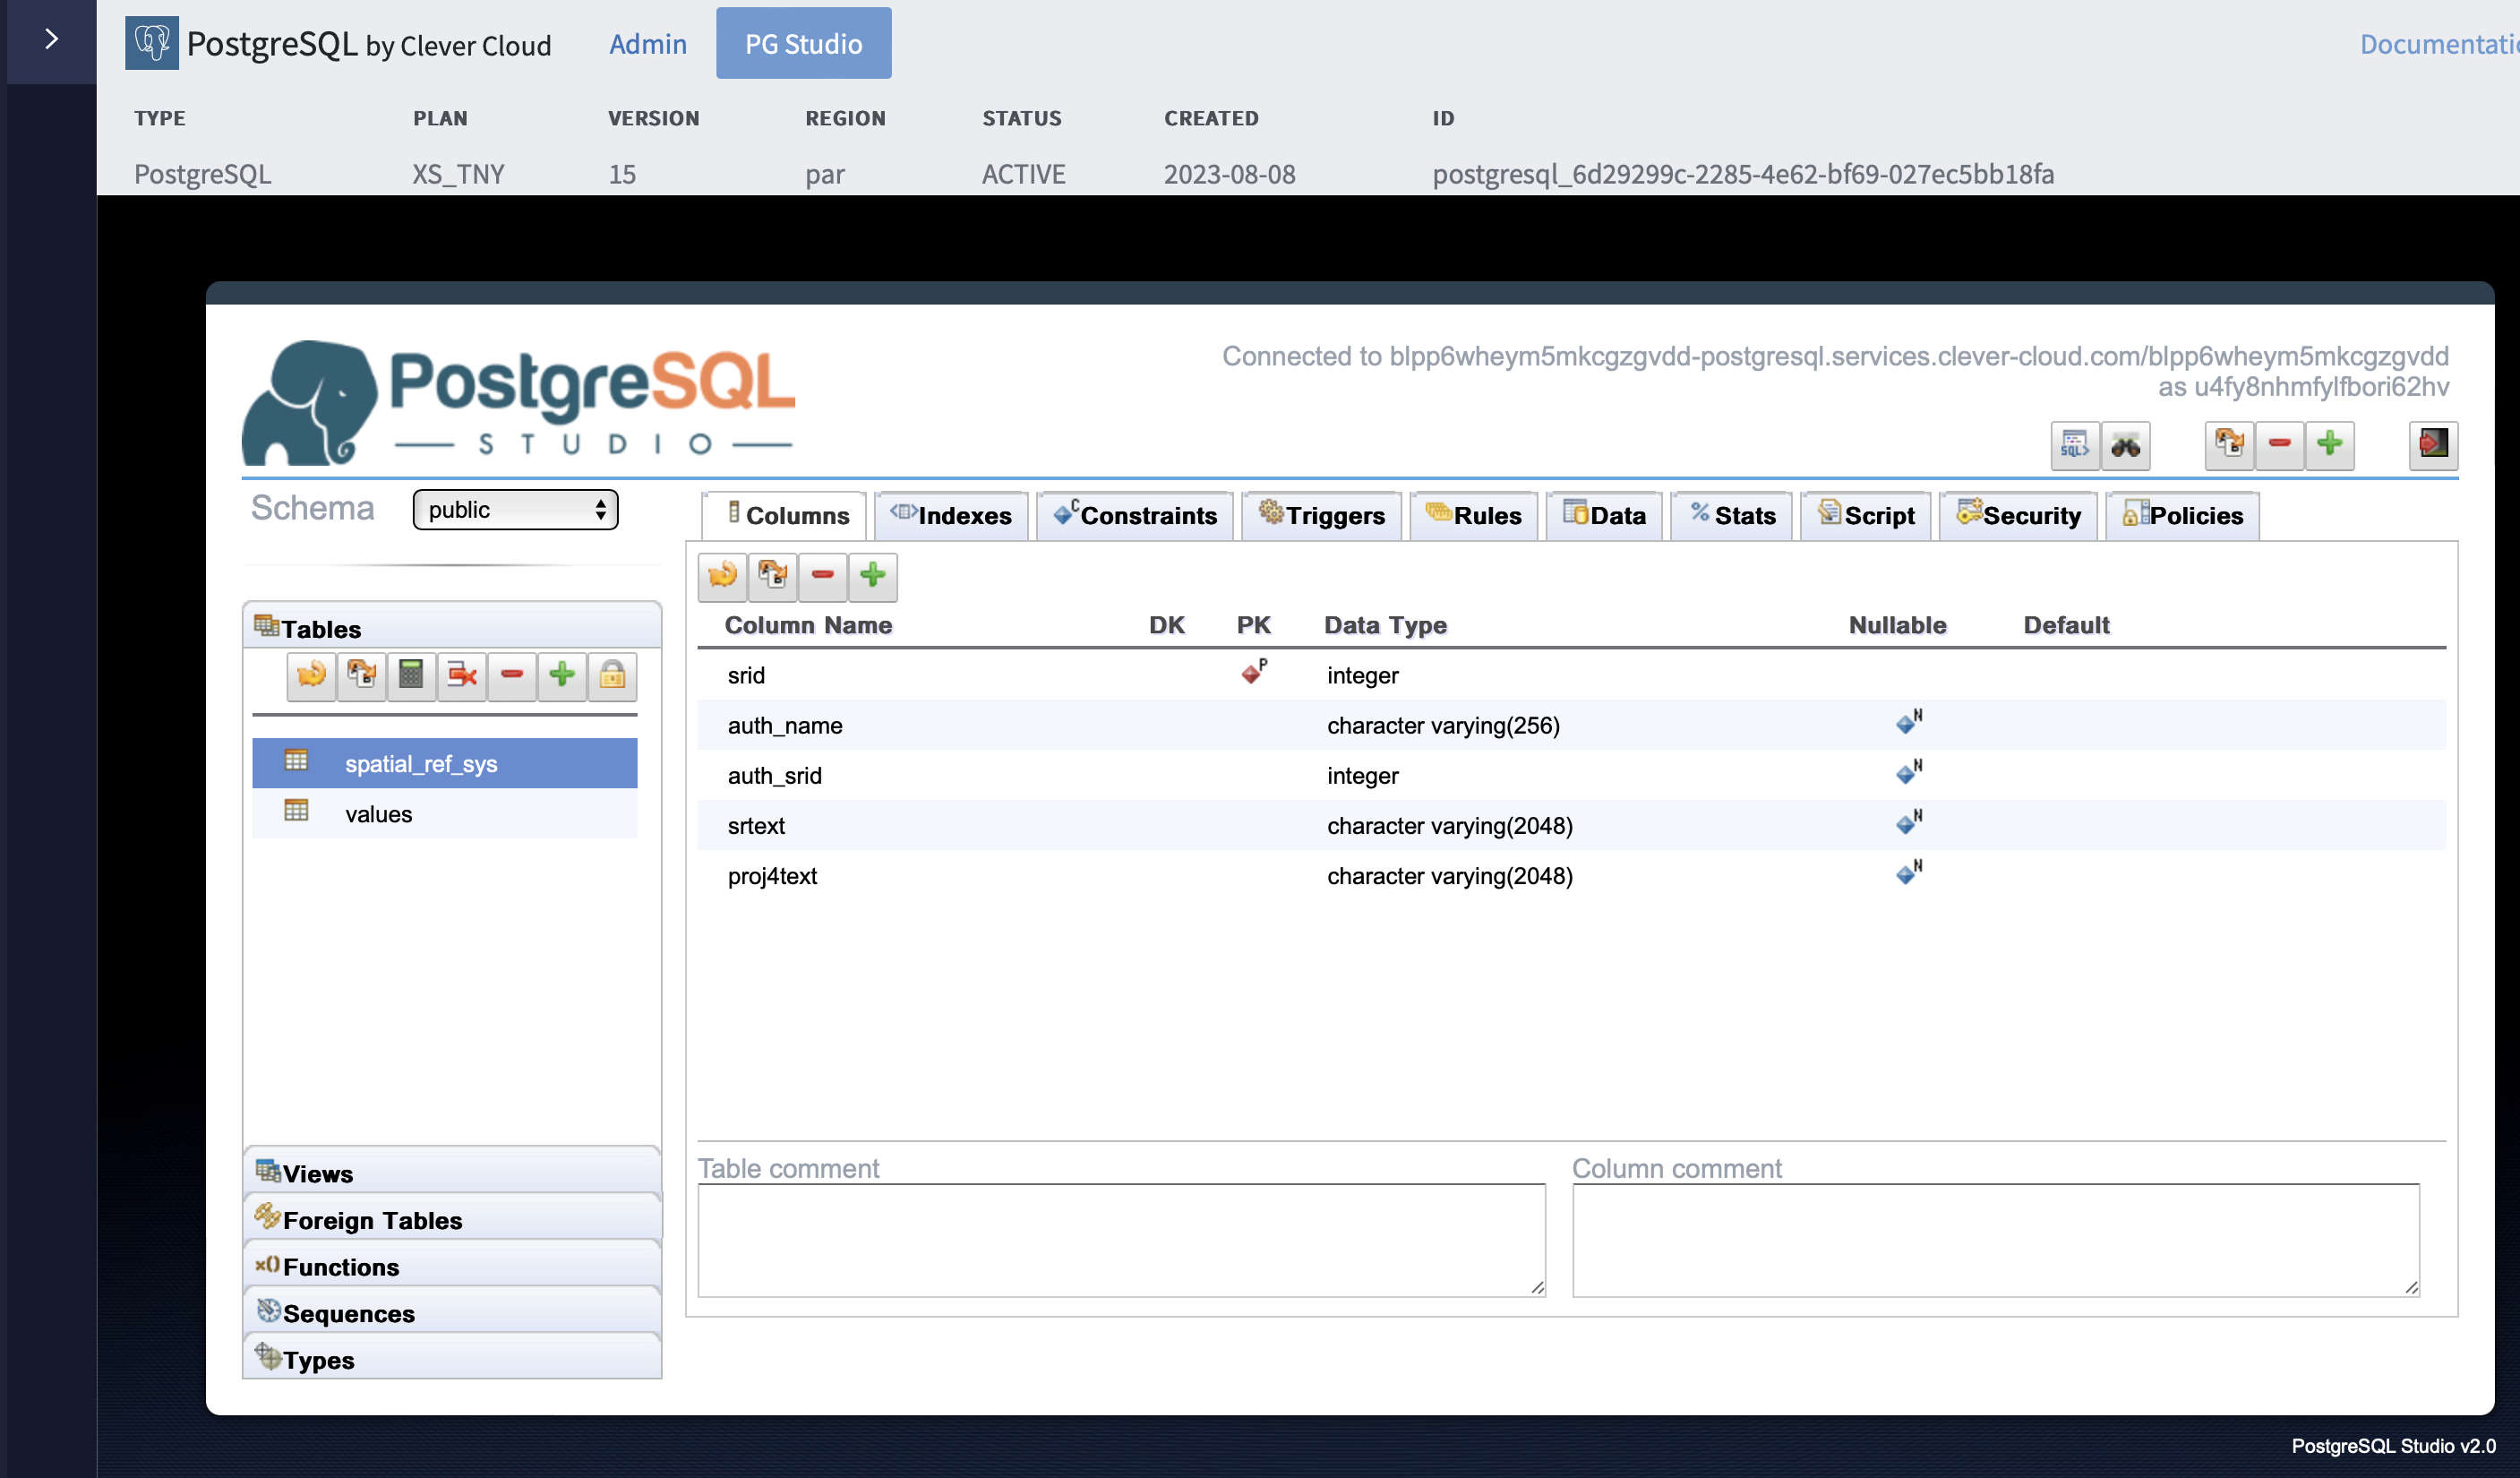 PostgreSQL by Clever Cloud Admin PG Studio
TYPE PLAN VERSION REGION STATUS CREATED ID
PostgreSQL XS_TNY 15 par ACTIVE 2023-08-08 postgresql_6d29299c-2285-4e62-bf69-027ec5bb18fa
PostgreSQL
STUDIO
Connected to blpp6wheym5mkcgzgvdd-postgresql.services.clever-cloud.com/blpp6wheym5mkcgzgvdd
as u4fy8nhmfylfbori62hv
SQL>
Schema public
Columns Indexes Constraints Triggers Rules Data Stats Script Security Policies
Tables
spatial_ref_sys
values
Views
Foreign Tables
Functions
Sequences
Types
Column Name DK PK Data Type Nullable Default
srid P integer
auth_name character varying(256) N
auth_srid integer N
srtext character varying(2048) N
proj4text character varying(2048) N
Table comment Column comment
PostgreSQL Studio v2.0